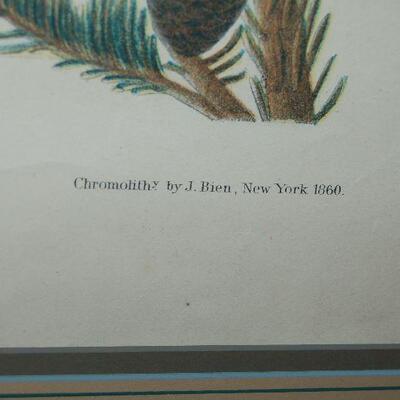 Chromolithy. by J. Bien, New York 1860.